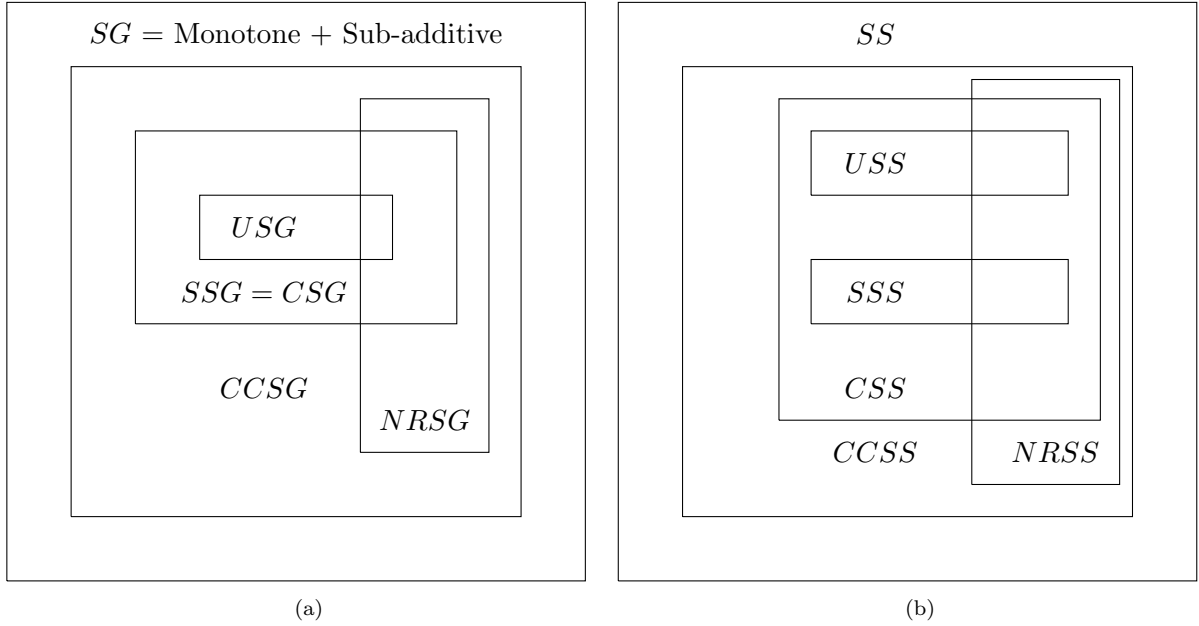 SG = Monotone + Sub-additive
USG
SSG = CSG
CCSG
NRSG
(a)
SS
USS
SSS
CSS
CCSS
NRSS
(b)